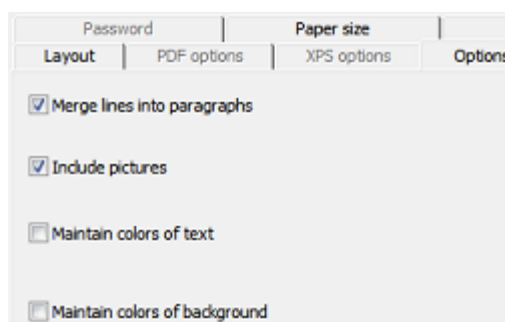 Password Paper size
Layout PDF options XPS options Options
Merge lines into paragraphs
Include pictures
Maintain colors of text
Maintain colors of background